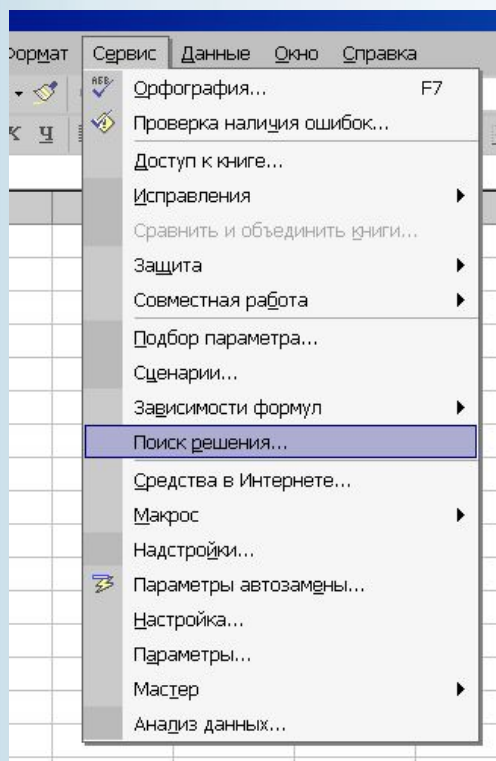 Формат Сервис Данные Окно Справка
К Ч
Орфография... F7
Проверка наличия ошибок...
Доступ к книге...
Исправления
Сравнить и объединить книги...
Защита
Совместная работа
Подбор параметра...
Сценарии...
Зависимости формул
Поиск решения...
Средства в Интернете...
Макрос
Надстройки...
Параметры автозамены...
Настройка...
Параметры...
Мастер
Анализ данных...